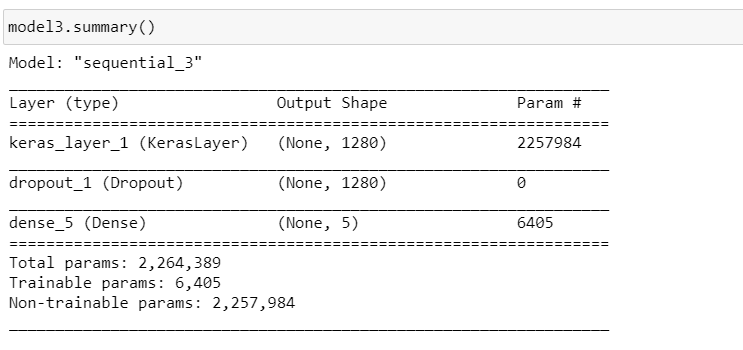 model3.summary()
Model: "sequential_3"
_________________________________________________________________
Layer (type)                 Output Shape              Param #
=================================================================
keras_layer_1 (KerasLayer)   (None, 1280)              2257984
_________________________________________________________________
dropout_1 (Dropout)          (None, 1280)              0
_________________________________________________________________
dense_5 (Dense)              (None, 5)                 6405
=================================================================
Total params: 2,264,389
Trainable params: 6,405
Non-trainable params: 2,257,984
_________________________________________________________________